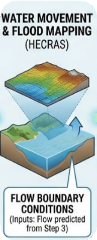 WATER MOVEMENT
& FLOOD MAPPING
(HECRAS)
FLOW BOUNDARY
CONDITIONS
(Inputs: Flow predicted
from Step 3)